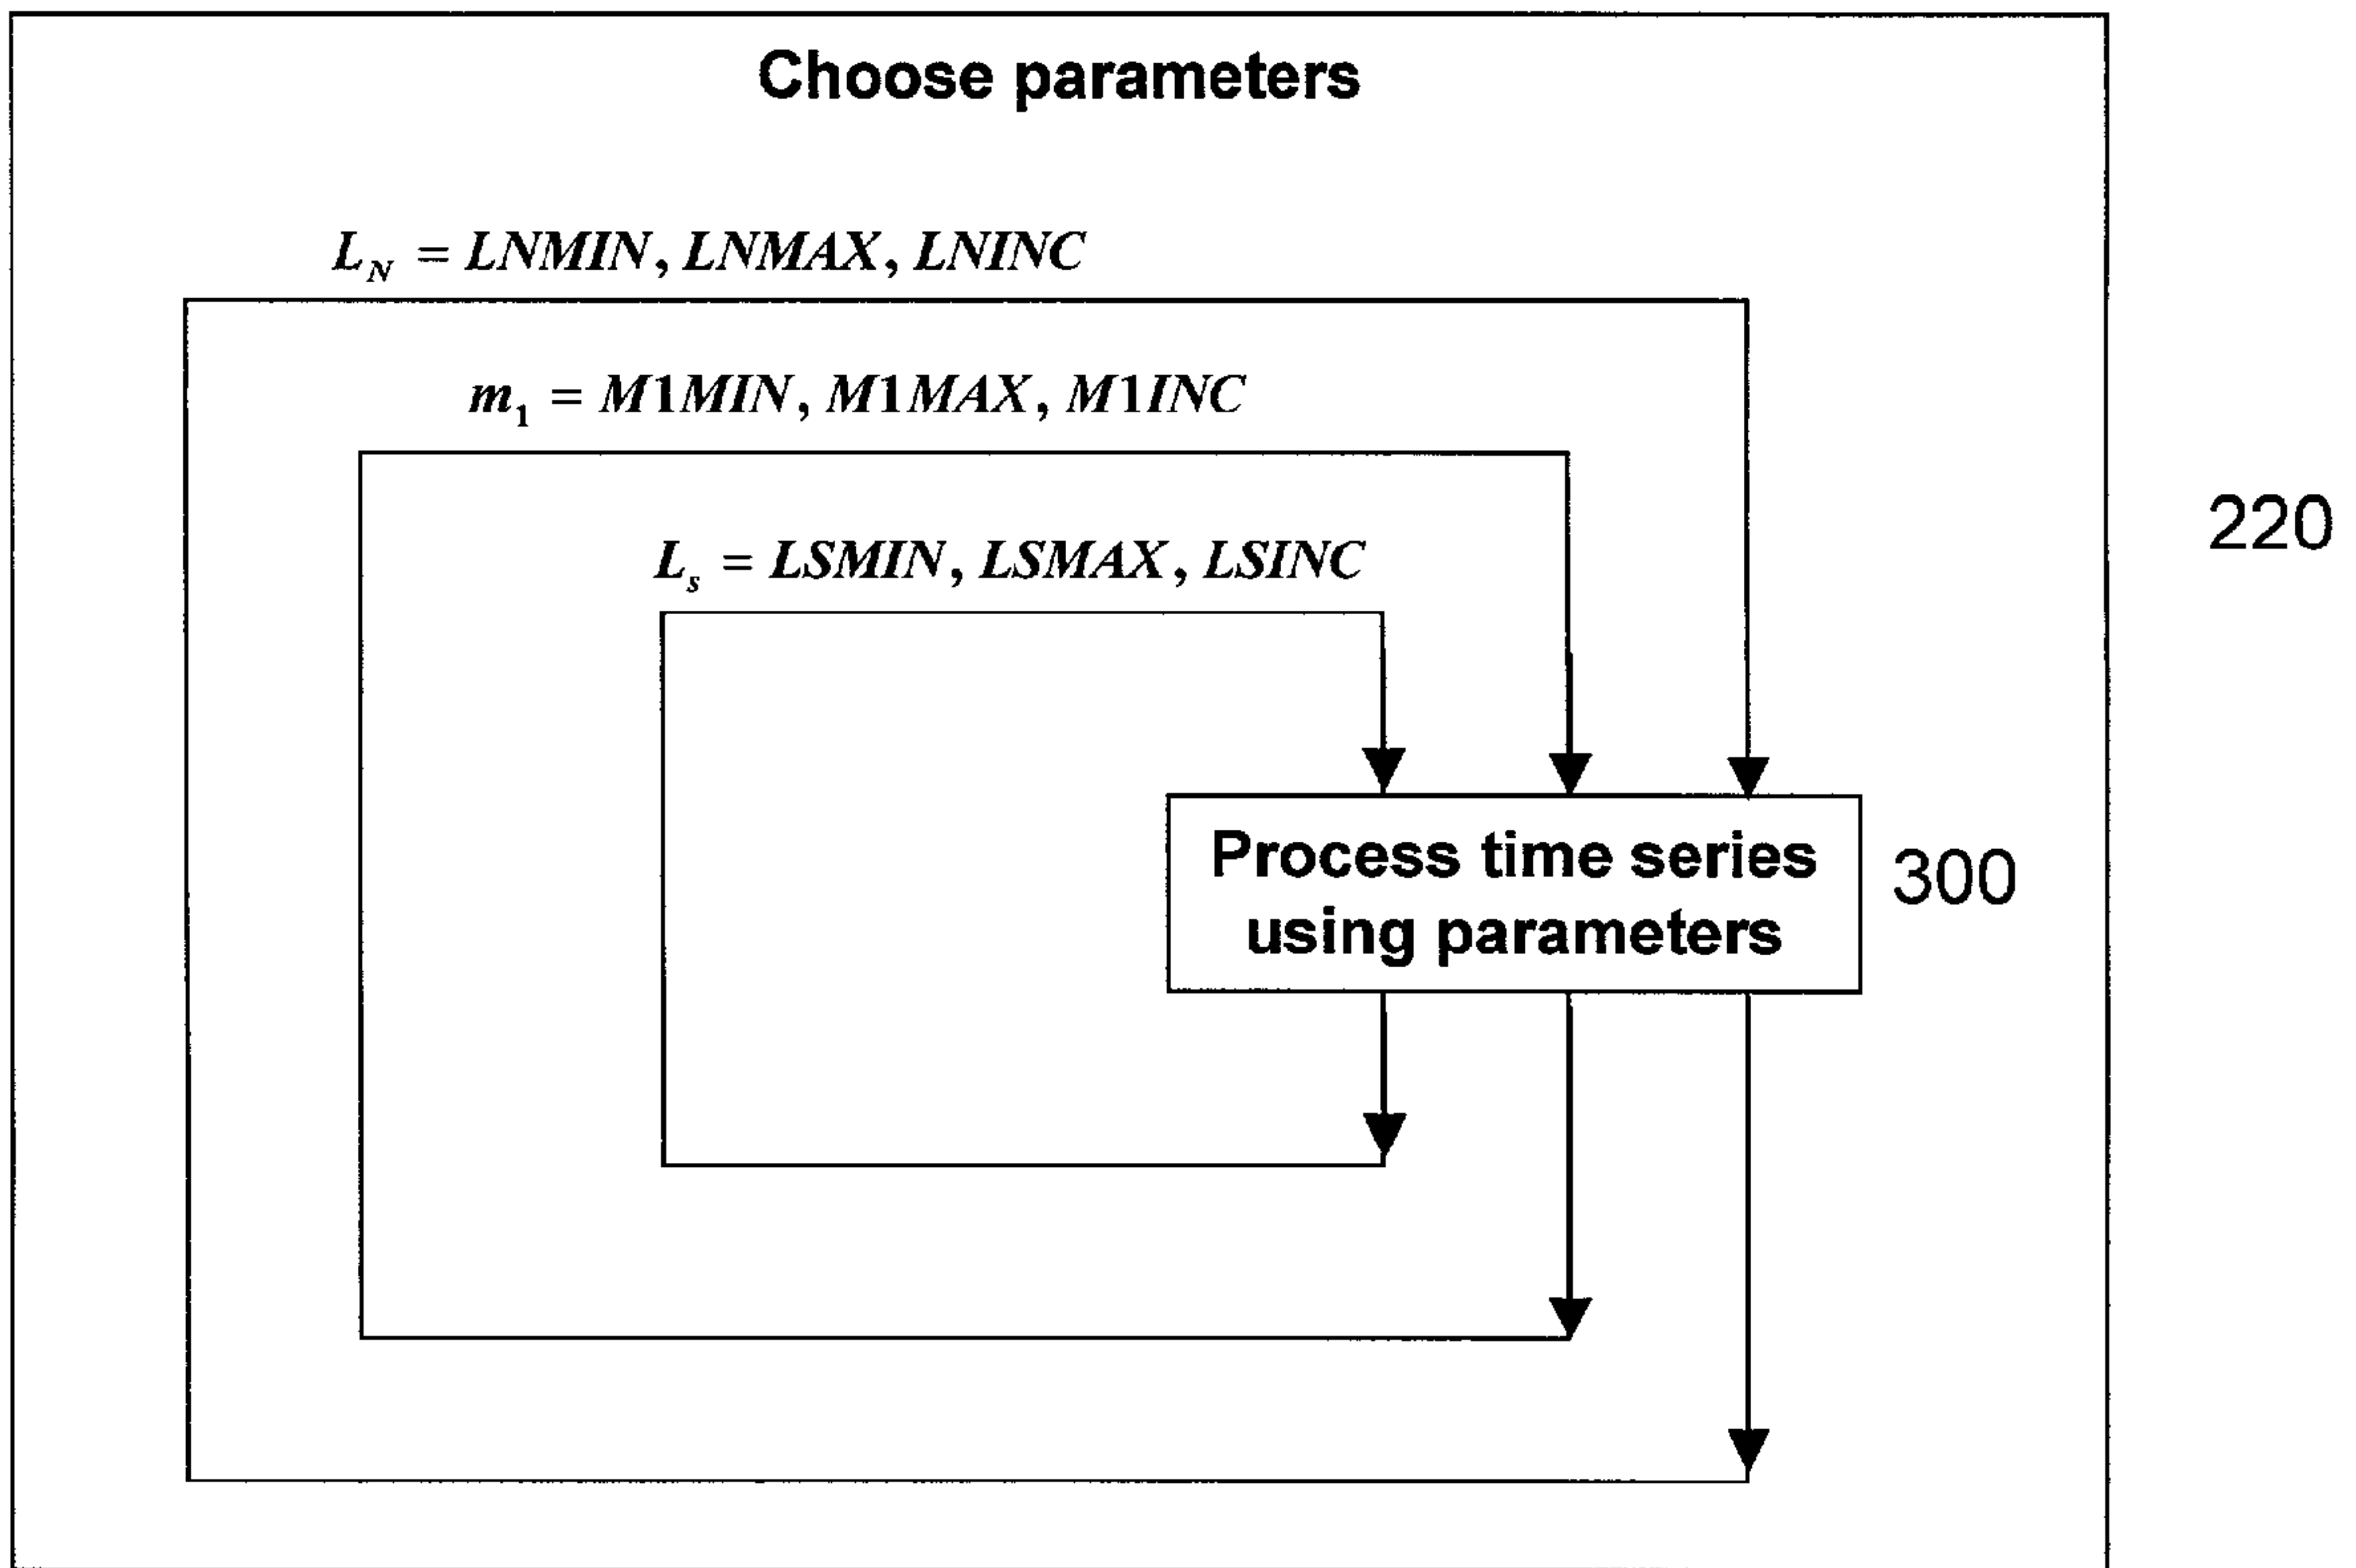 Choose parameters
L_N = LNMIN, LNMAX, LNINC
m_1 = M1MIN, M1MAX, M1INC
L_s = LSMIN, LSMAX, LSINC
220
Process time series
using parameters
300